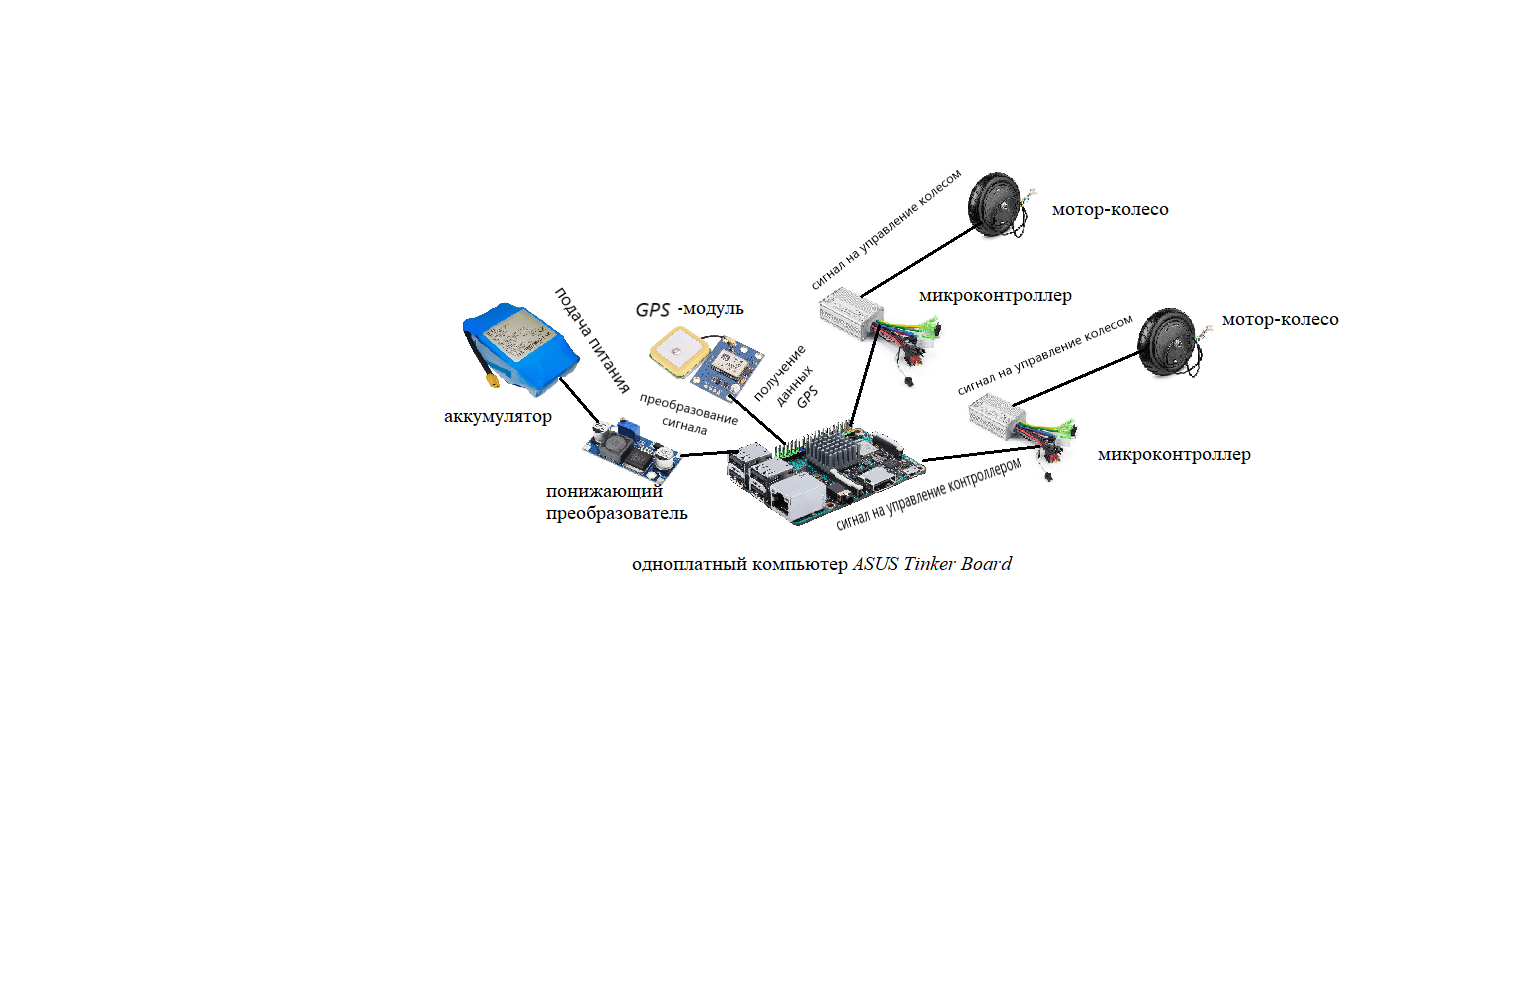 сигнал на управление колесом
мотор-колесо
микроконтроллер
сигнал на управление колесом
мотор-колесо
микроконтроллер
подача питания
GPS -модуль
получение
данных
GPS
преобразование
сигнала
аккумулятор
понижающий
преобразователь
сигнал на управление контроллером
одноплатный компьютер ASUS Tinker Board